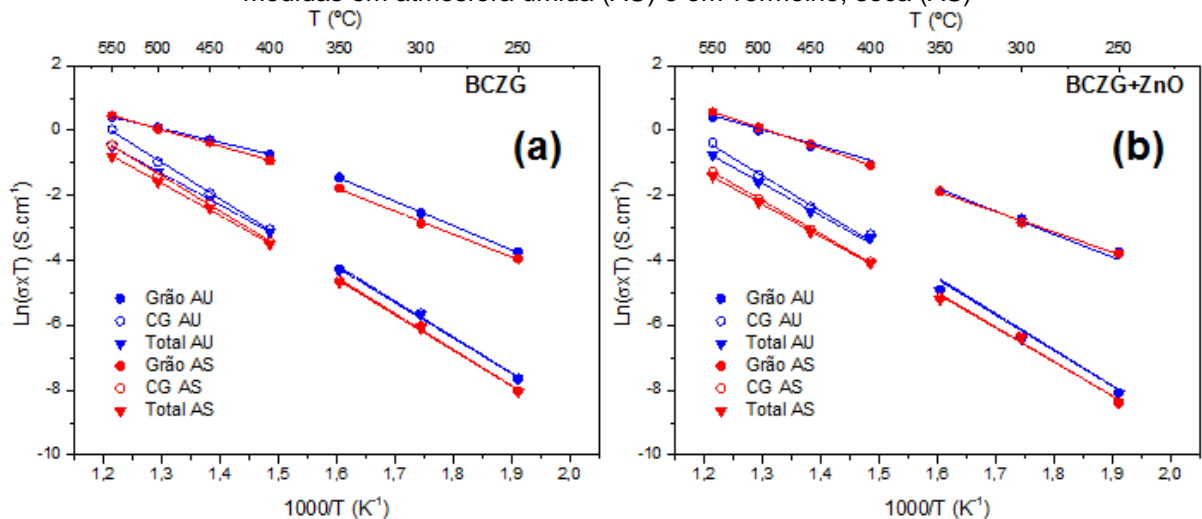 medidas em atmosfera úmida (AU) e em vermelho, seca (AS)
T (ºC)
550 500 450 400 350 300 250
BCZG
(a)
Ln(σxT) (S.cm⁻¹)
2
0
-2
-4
-6
-8
-10
Grão AU
CG AU
Total AU
Grão AS
CG AS
Total AS
1,2 1,3 1,4 1,5 1,6 1,7 1,8 1,9 2,0
1000/T (K⁻¹)
T (ºC)
550 500 450 400 350 300 250
BCZG+ZnO
(b)
Ln(σxT) (S.cm⁻¹)
2
0
-2
-4
-6
-8
-10
Grão AU
CG AU
Total AU
Grão AS
CG AS
Total AS
1,2 1,3 1,4 1,5 1,6 1,7 1,8 1,9 2,0
1000/T (K⁻¹)